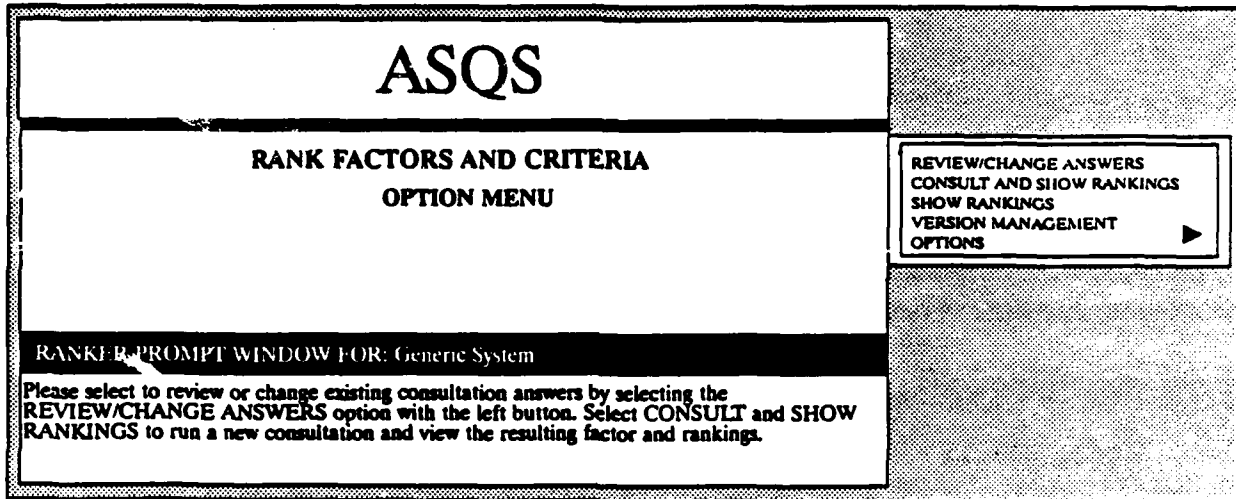 ASQS
RANK FACTORS AND CRITERIA
OPTION MENU
REVIEW/CHANGE ANSWERS
CONSULT AND SHOW RANKINGS
SHOW RANKINGS
VERSION MANAGEMENT
OPTIONS
RANKER PROMPT WINDOW FOR: Generic System
Please select to review or change existing consultation answers by selecting the
REVIEW/CHANGE ANSWERS option with the left button. Select CONSULT and SHOW
RANKINGS to run a new consultation and view the resulting factor and rankings.